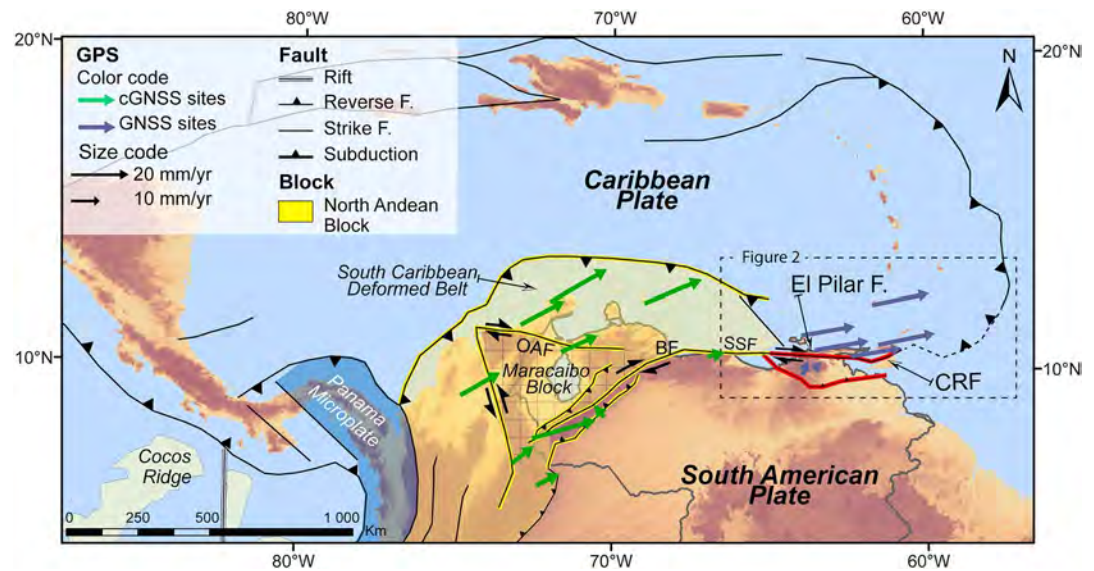 80°W 70°W 60°W
20°N
20°N
GPS
Color code
cGNSS sites
GNSS sites
Size code
20 mm/yr
10 mm/yr
Fault
Rift
Reverse F.
Strike F.
Subduction
Block
North Andean
Block
N
Caribbean
Plate
Figure 2
South Caribbean
Deformed Belt
El Pilar F.
10°N
OAF
BF
SSF
10°N
Maracaibo
Block
CRF
Panama
Microplate
Cocos
Ridge
South American
Plate
0 250 500 1 000
Km
80°W 70°W 60°W